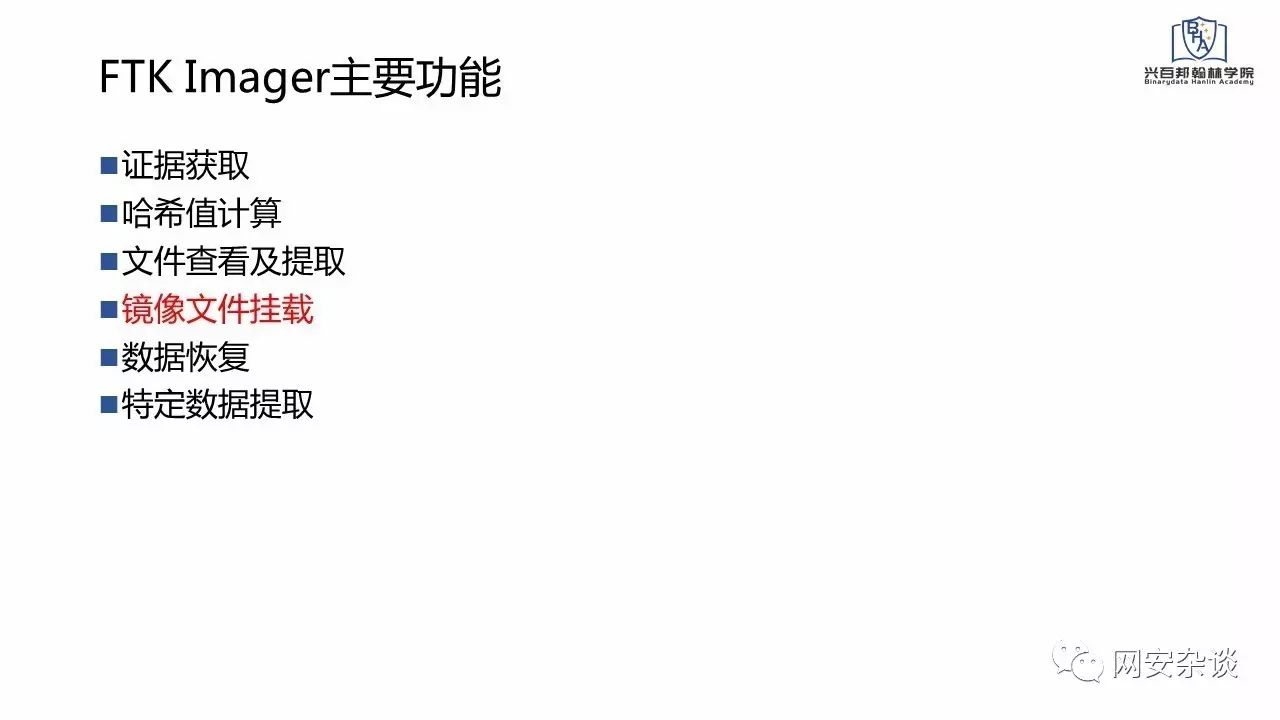 FTK Imager主要功能
BHA
兴百邦翰林学院
Binarydata Hanlin Academy
■证据获取
■哈希值计算
■文件查看及提取
■镜像文件挂载
■数据恢复
■特定数据提取
网安杂谈